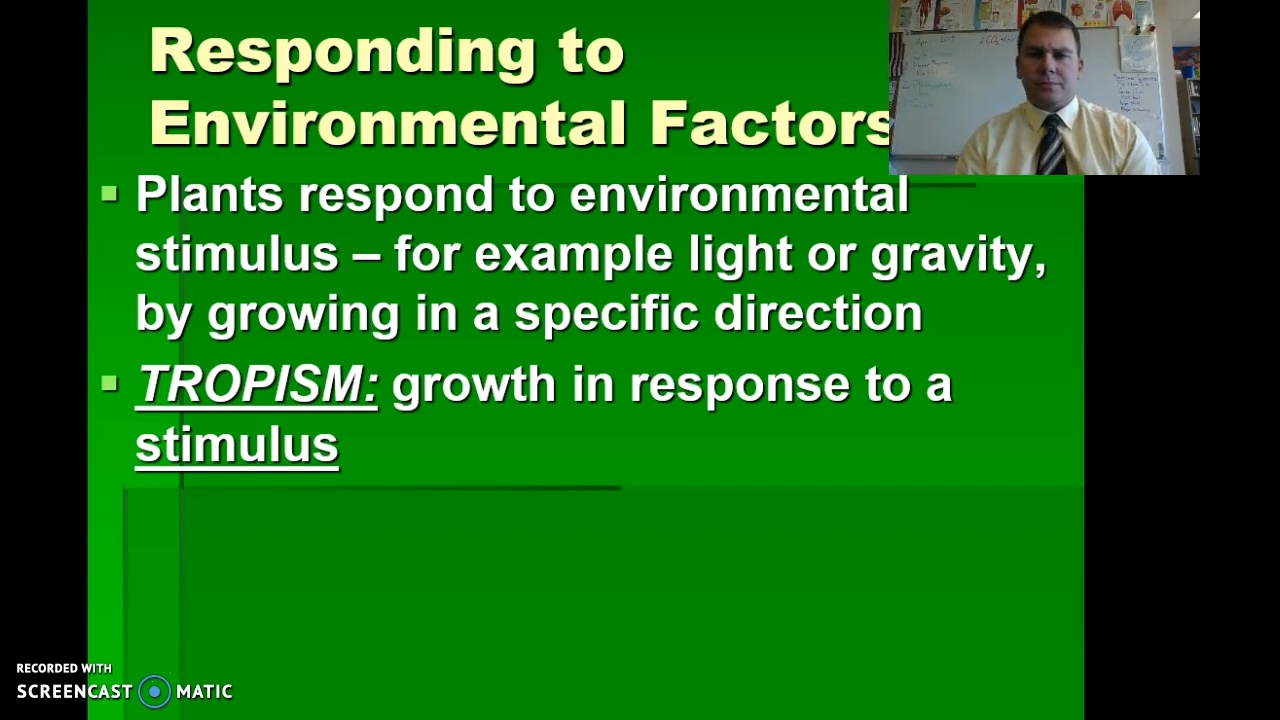 Responding to
Environmental Factors
Plants respond to environmental
stimulus – for example light or gravity,
by growing in a specific direction
TROPISM: growth in response to a
stimulus
RECORDED WITH
SCREENCAST MATIC